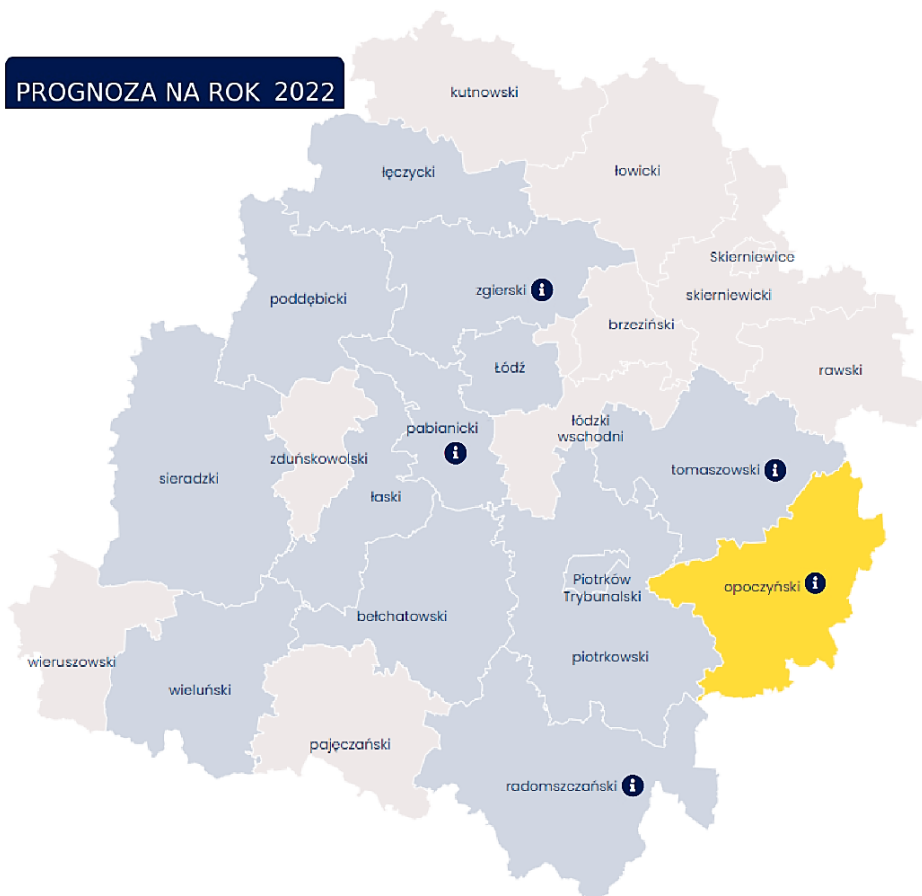 PROGNOZA NA ROK 2022
kutnowski
łęczycki
łowicki
Skierniewice
zgierski
poddębicki
skierniewicki
brzeziński
Łódź
rawski
łódzki
wschodni
pabianicki
zduńskowolski
tomaszowski
sieradzki
łaski
Piotrków
Trybunalski
opoczyński
bełchatowski
piotrkowski
wieruszowski
wieluński
pajęczański
radomszczański